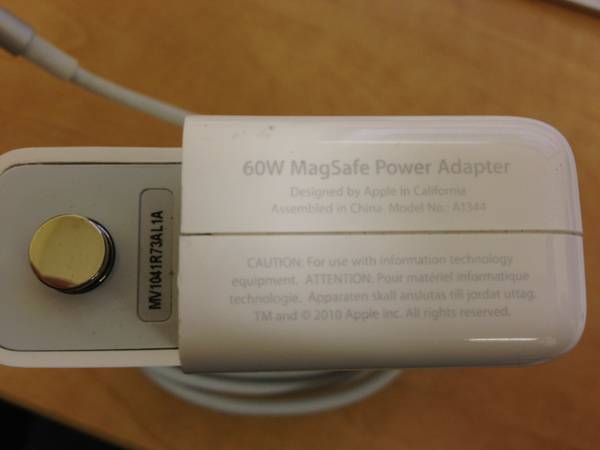 60W MagSafe Power Adapter
Designed by Apple in California
Assembled in China Model No.: A1344
CAUTION: For use with information technology
equipment. ATTENTION: Pour matériel informatique
technologie. Apparaten skall anslutas till jordat uttag.
TM and © 2010 Apple Inc. All rights reserved.
MV1041R73AL1A